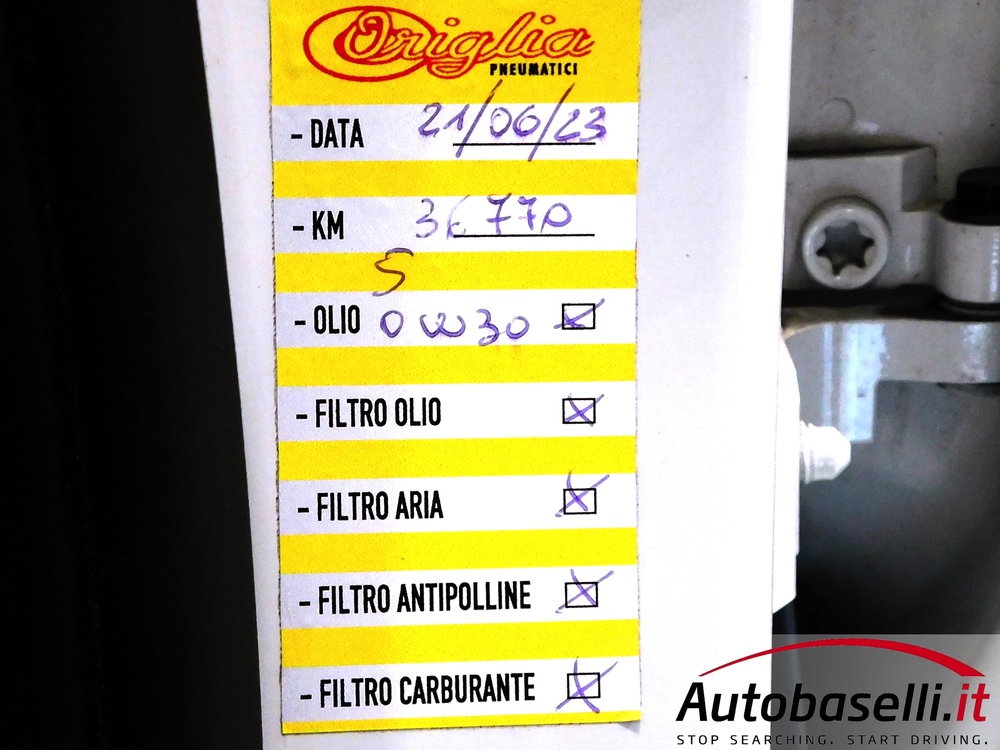 Origlia
PNEUMATICI
- DATA 21/06/23
- KM 36770
5
- OLIO 0W30
- FILTRO OLIO
- FILTRO ARIA
- FILTRO ANTIPOLLINE
- FILTRO CARBURANTE
Autobaselli.it
STOP SEARCHING. START DRIVING.